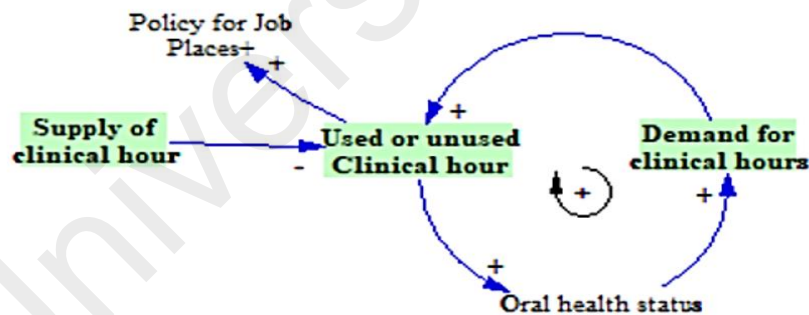 Policy for Job
Places+
+
Supply of
clinical hour
-
Used or unused
Clinical hour
+
Demand for
clinical hours
+
+
+
Oral health status